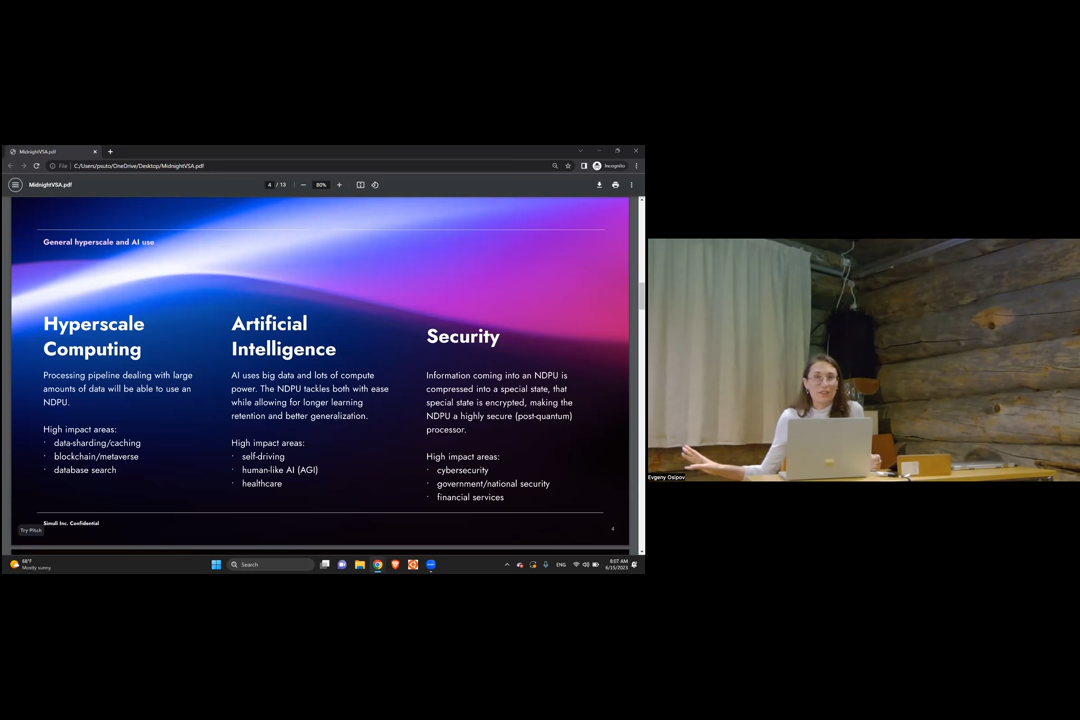 MidnightVSA.pdf
File
C:/Users/psuto/OneDrive/Desktop/MidnightVSA.pdf
Incognito
MidnightVSA.pdf
4 / 13
80%
General hyperscale and AI use
Hyperscale
Computing
Processing pipeline dealing with large
amounts of data will be able to use an
NDPU.
High impact areas:
· data-sharding/caching
· blockchain/metaverse
· database search
Artificial
Intelligence
AI uses big data and lots of compute
power. The NDPU tackles both with ease
while allowing for longer learning
retention and better generalization.
High impact areas:
· self-driving
· human-like AI (AGI)
· healthcare
Security
Information coming into an NDPU is
compressed into a special state, that
special state is encrypted, making the
NDPU a highly secure (post-quantum)
processor.
High impact areas:
· cybersecurity
· government/national security
· financial services
Simuli Inc. Confidential
Try Pitch
4
68°F
Mostly sunny
Search
ENG
8:07 AM
6/15/2023
Evgeny Osipov